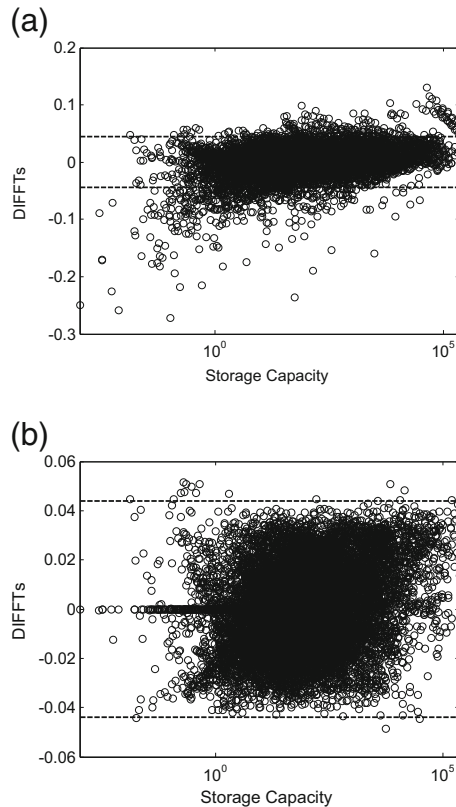 (a)
0.2
0.1
0
-0.1
-0.2
-0.3
DIFFTs
10^0
10^5
Storage Capacity
(b)
0.06
0.04
0.02
0
-0.02
-0.04
-0.06
DIFFTs
10^0
10^5
Storage Capacity